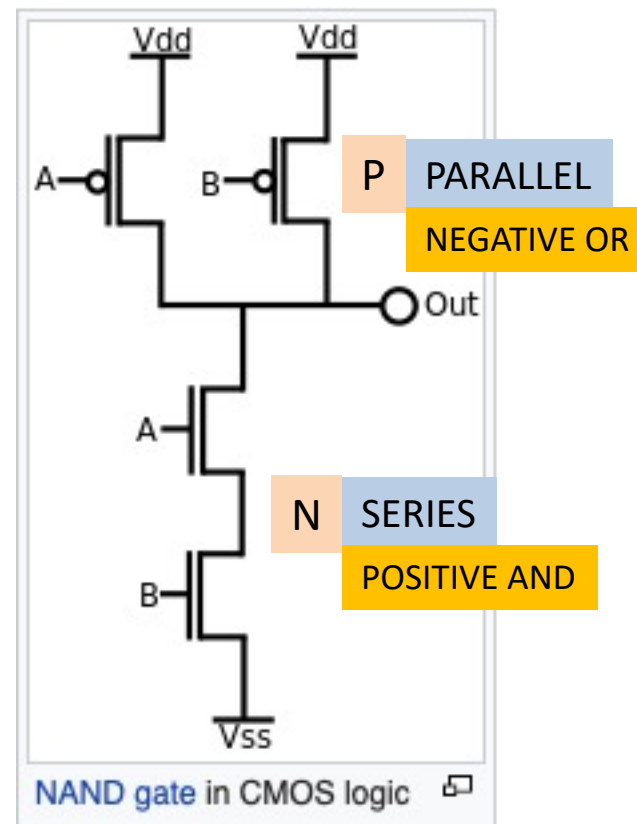 Vdd Vdd
A
B
P PARALLEL
NEGATIVE OR
Out
A
N SERIES
POSITIVE AND
B
Vss
NAND gate in CMOS logic